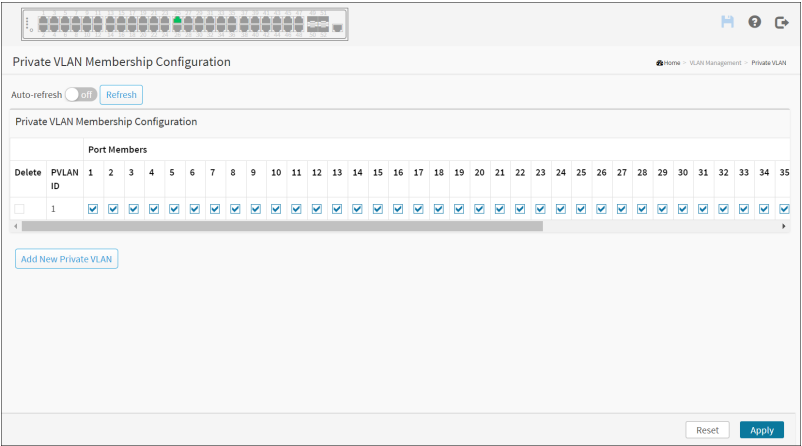 Private VLAN Membership Configuration
Home > VLAN Management > Private VLAN
Auto-refresh off Refresh
Private VLAN Membership Configuration
Port Members
Delete PVLAN ID 1 2 3 4 5 6 7 8 9 10 11 12 13 14 15 16 17 18 19 20 21 22 23 24 25 26 27 28 29 30 31 32 33 34 35
1
Add New Private VLAN
Reset Apply